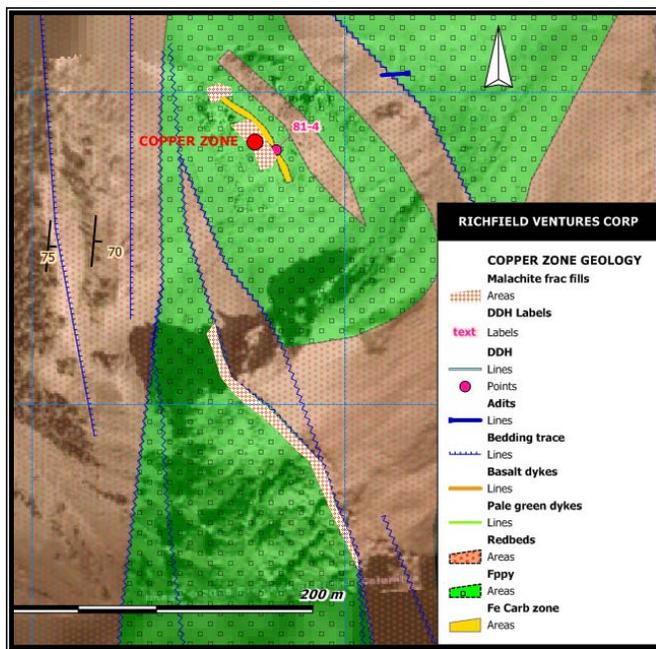 81-4
COPPER ZONE
75
70
200 m
RICHFIELD VENTURES CORP
COPPER ZONE GEOLOGY
Malachite frac fills
Areas
DDH Labels
text Labels
DDH
Lines
Points
Adits
Lines
Bedding trace
Lines
Basalt dykes
Lines
Pale green dykes
Lines
Redbeds
Areas
Fppy
Areas
Fe Carb zone
Areas